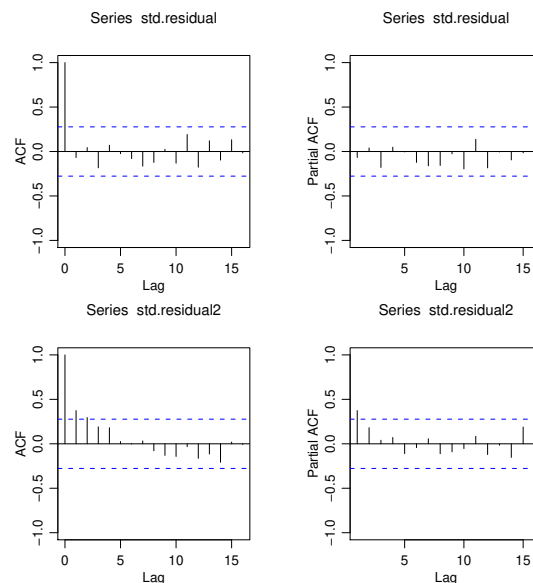 Series std.residual
Series std.residual
ACF
1.0
0.5
0.0
−0.5
−1.0
0 5 10 15
Lag
Partial ACF
1.0
0.5
0.0
−0.5
−1.0
5 10 15
Lag
Series std.residual2
Series std.residual2
ACF
1.0
0.5
0.0
−0.5
−1.0
0 5 10 15
Lag
Partial ACF
1.0
0.5
0.0
−0.5
−1.0
5 10 15
Lag